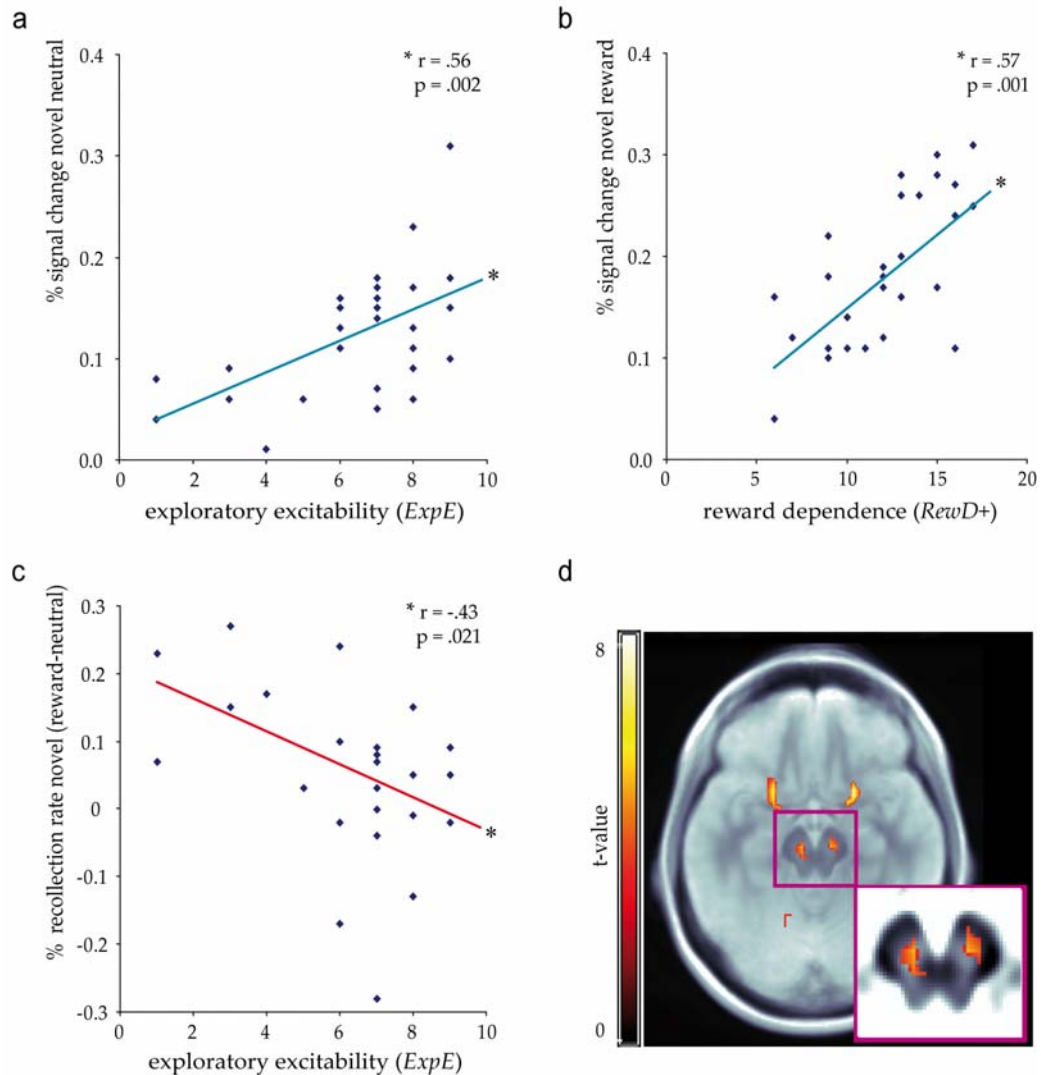 a
% signal change novel neutral
0.4
0.3
0.2
0.1
0.0
* r = .56
p = .002
*
0
2
4
6
8
10
exploratory excitability (ExpE)
b
% signal change novel reward
0.4
0.3
0.2
0.1
0.0
* r = .57
p = .001
*
0
5
10
15
20
reward dependence (RewD+)
c
% recollection rate novel (reward-neutral)
0.3
0.2
0.1
0
-0.1
-0.2
-0.3
* r = -.43
p = .021
*
0
2
4
6
8
10
exploratory excitability (ExpE)
d
8
t-value
0